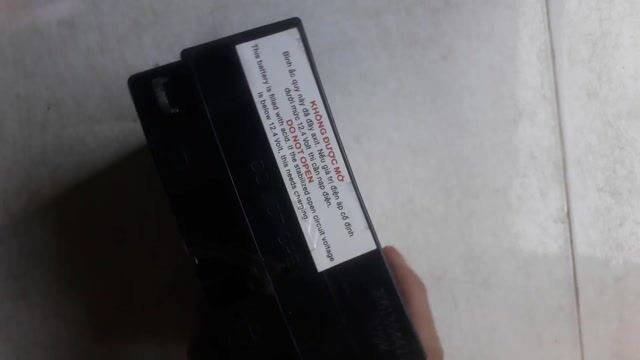 KHÔNG ĐƯỢC MỞ
Bình ắc quy này đã đầy axit. Nếu giá trị điện áp cố định
dưới mức 12.4 Volt thì cần nạp điện.
DO NOT OPEN
This battery is filled with acid. If the stabilized open circuit voltage
is below 12.4 Volt, this needs charging.